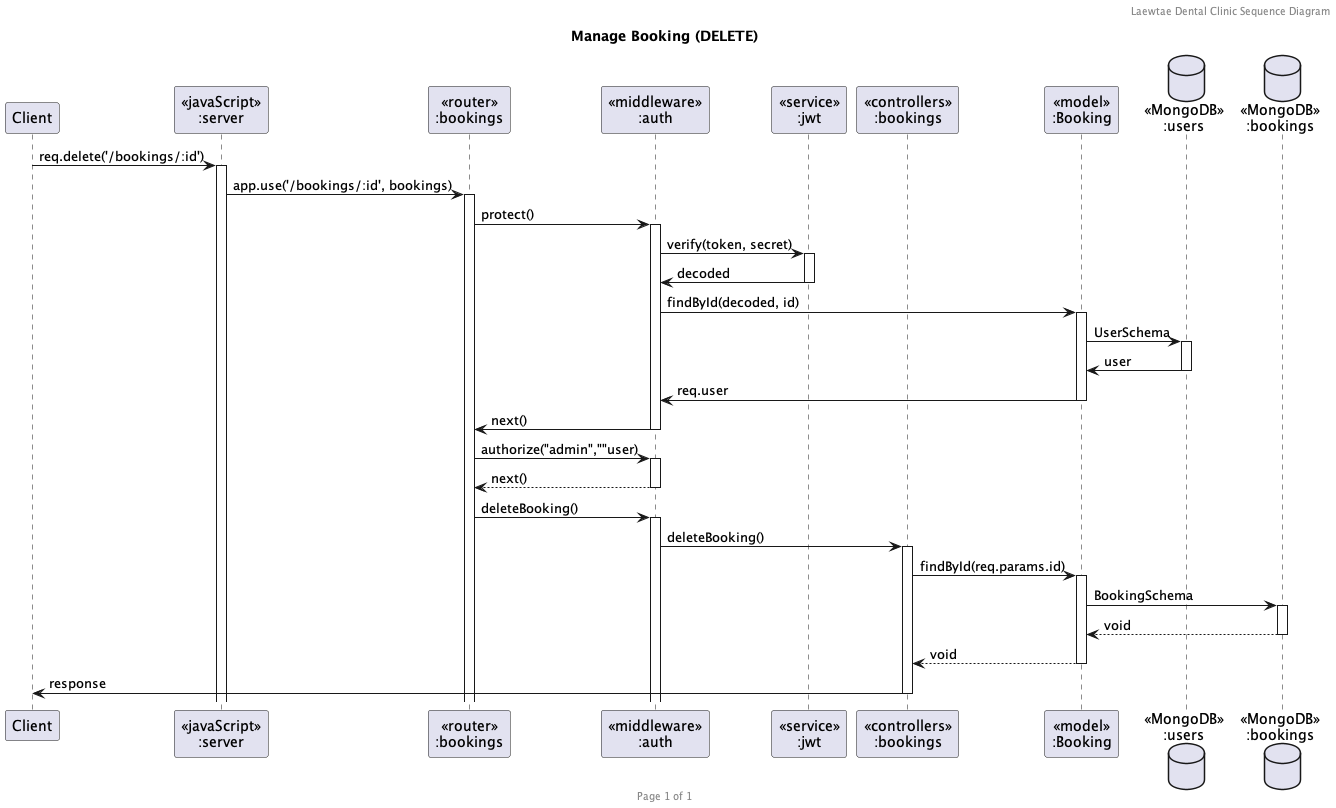 Laewtae Dental Clinic Sequence Diagram
Manage Booking (DELETE)
Client
«javaScript»
:server
«router»
:bookings
«middleware»
:auth
«service»
:jwt
«controllers»
:bookings
«model»
:Booking
«MongoDB»
:users
«MongoDB»
:bookings
req.delete('/bookings/:id')
app.use('/bookings/:id', bookings)
protect()
verify(token, secret)
decoded
findById(decoded, id)
UserSchema
user
req.user
next()
authorize("admin",""user)
next()
deleteBooking()
deleteBooking()
findById(req.params.id)
BookingSchema
void
void
response
Client
«javaScript»
:server
«router»
:bookings
«middleware»
:auth
«service»
:jwt
«controllers»
:bookings
«model»
:Booking
«MongoDB»
:users
«MongoDB»
:bookings
Page 1 of 1